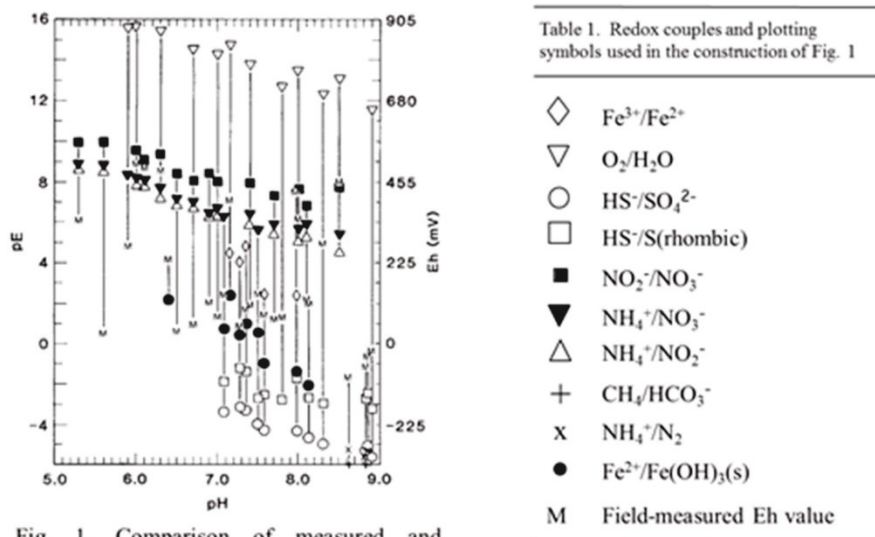 16
12
8
4
0
-4
pE
905
680
455
225
0
-225
Eh (mV)
5.0 6.0 7.0 8.0 9.0
pH
Fig. 1. Comparison of measured and
Table 1. Redox couples and plotting
symbols used in the construction of Fig. 1
Fe³⁺/Fe²⁺
O₂/H₂O
HS⁻/SO₄²⁻
HS⁻/S(rhombic)
NO₂⁻/NO₃⁻
NH₄⁺/NO₃⁻
NH₄⁺/NO₂⁻
CH₄/HCO₃⁻
x NH₄⁺/N₂
Fe²⁺/Fe(OH)₃(s)
M Field-measured Eh value